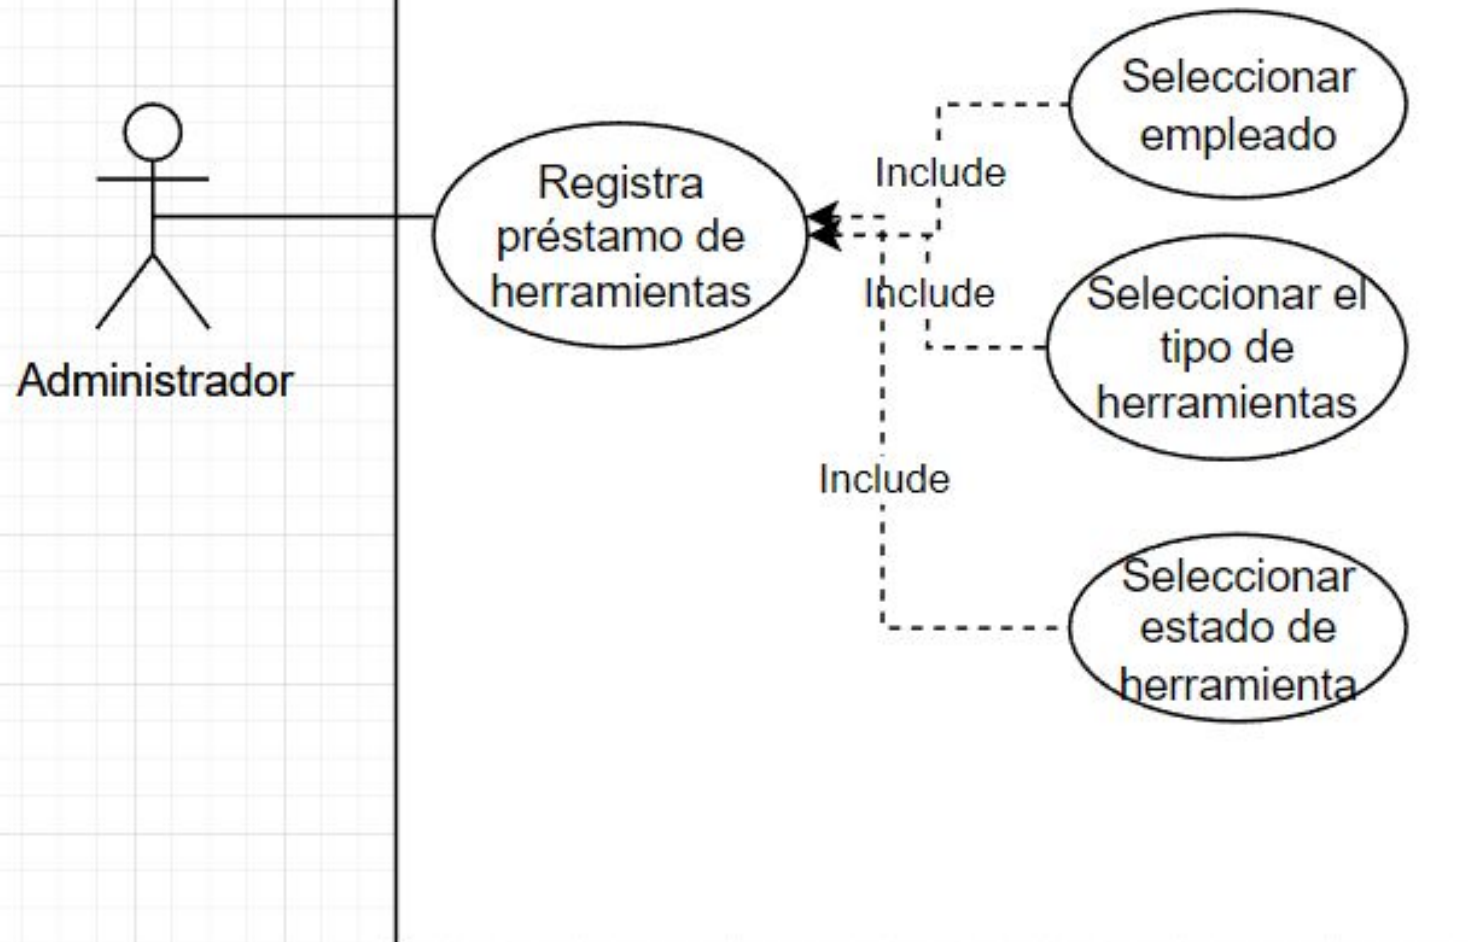 Administrador
Registra
préstamo de
herramientas
Include
Include
Include
Seleccionar
empleado
Seleccionar el
tipo de
herramientas
Seleccionar
estado de
herramienta